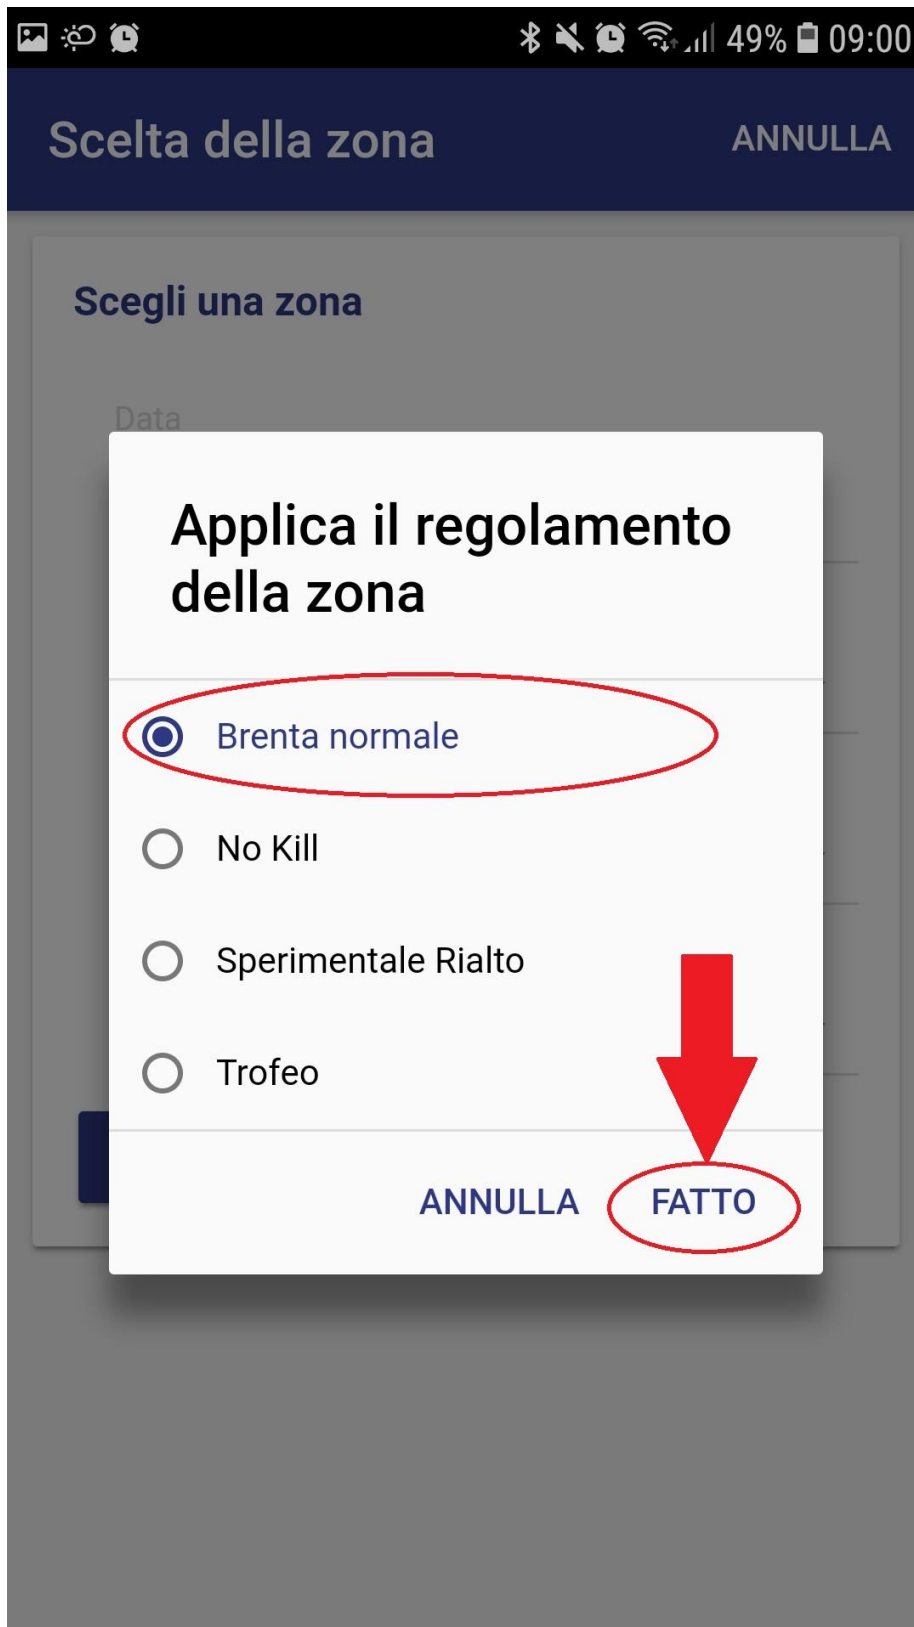 49% 09:00
Scelta della zona ANNULLA
Scegli una zona
Data
Applica il regolamento
della zona
Brenta normale
No Kill
Sperimentale Rialto
Trofeo
ANNULLA FATTO